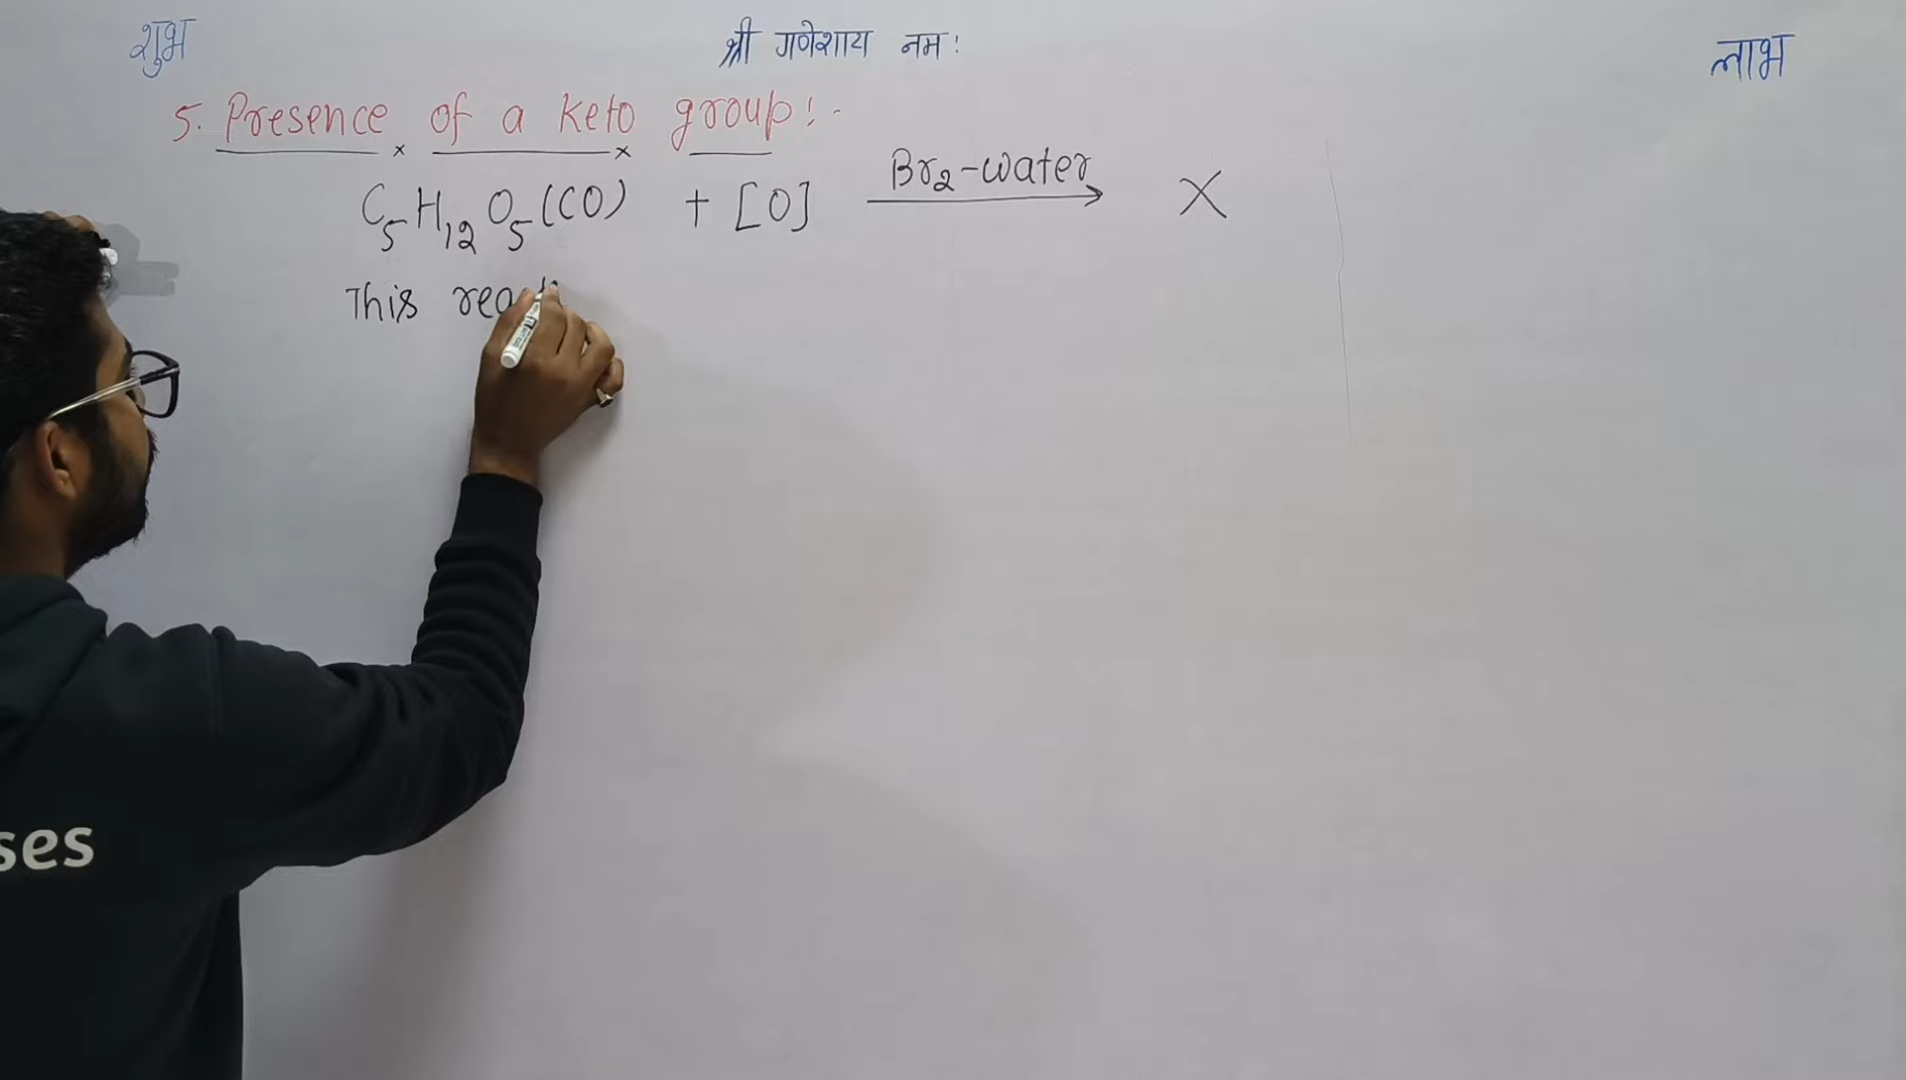 शुभ श्री गणेशाय नमः लाभ
5. Presence of a keto group:-
C5H12O5(CO) + [O] Br2-water → X
This
ses